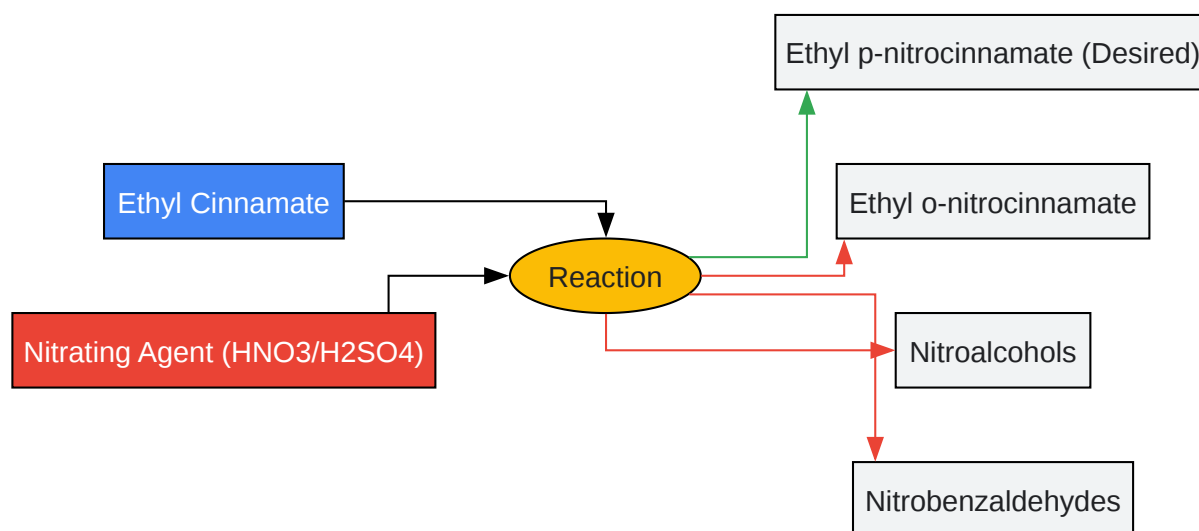 Ethyl p-nitrocinnamate (Desired)
Ethyl Cinnamate
Ethyl o-nitrocinnamate
Reaction
Nitrating Agent (HNO3/H2SO4)
Nitroalcohols
Nitrobenzaldehydes